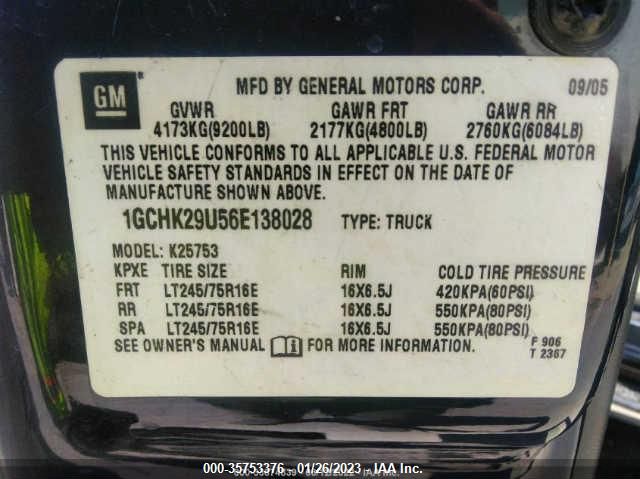 GM ® MFD BY GENERAL MOTORS CORP. 09/05
GVWR GAWR FRT GAWR RR
4173KG(9200LB) 2177KG(4800LB) 2760KG(6084LB)
THIS VEHICLE CONFORMS TO ALL APPLICABLE U.S. FEDERAL MOTOR
VEHICLE SAFETY STANDARDS IN EFFECT ON THE DATE OF
MANUFACTURE SHOWN ABOVE.
1GCHK29U56E138028 TYPE: TRUCK
MODEL: K25753
KPXE TIRE SIZE RIM COLD TIRE PRESSURE
FRT LT245/75R16E 16X6.5J 420KPA(60PSI)
RR LT245/75R16E 16X6.5J 550KPA(80PSI)
SPA LT245/75R16E 16X6.5J 550KPA(80PSI)
SEE OWNER'S MANUAL i FOR MORE INFORMATION.
F 906
T 2367
000-35753376 - 01/26/2023 - IAA Inc.